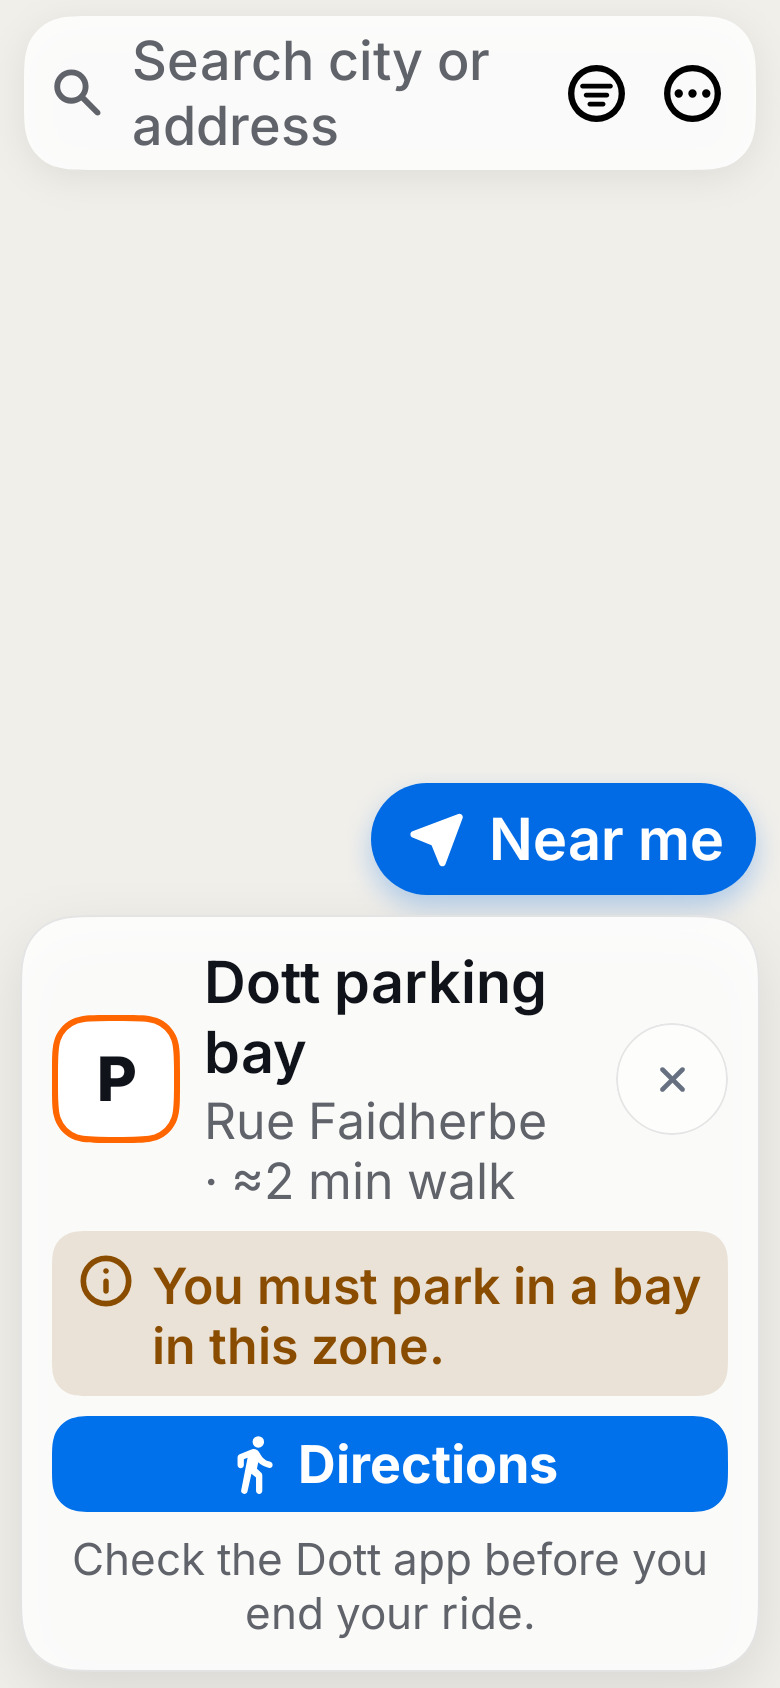 Search city or
address
Near me
Dott parking
bay
P
Rue Faidherbe
· ≈2 min walk
You must park in a bay
in this zone.
Directions
Check the Dott app before you
end your ride.